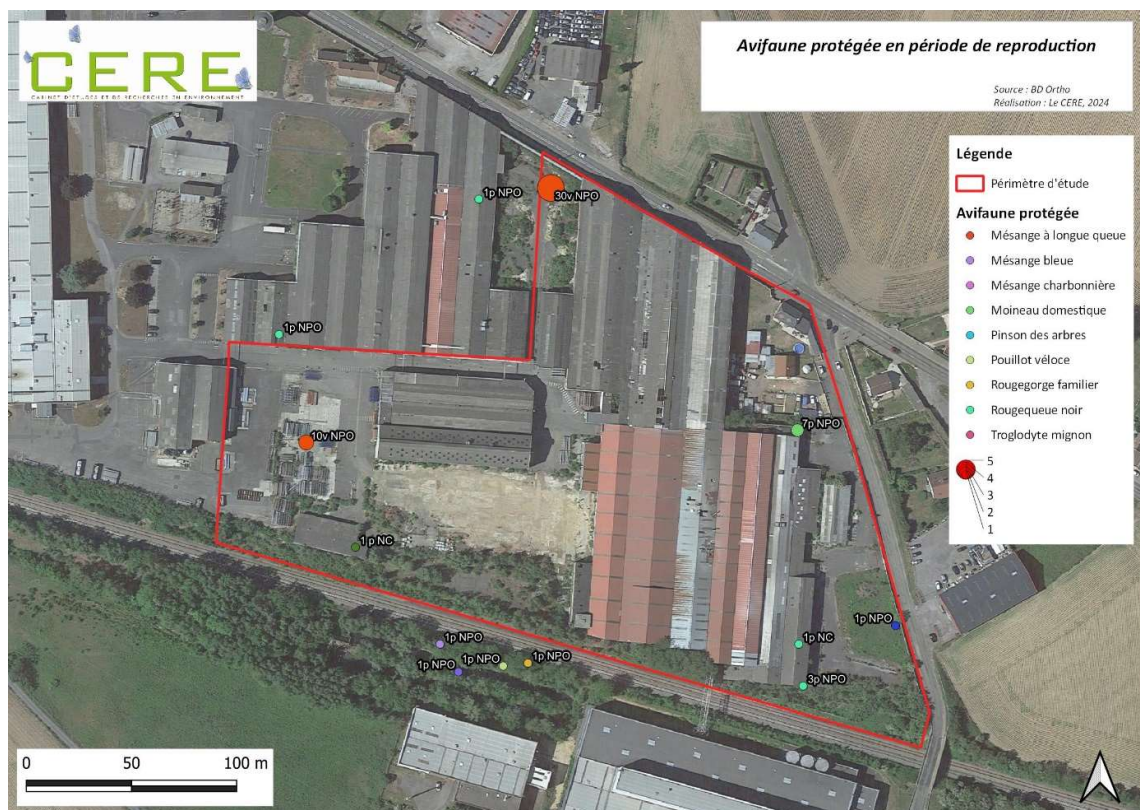 CERE
CABINET D'ÉTUDES ET DE RECHERCHES EN ENVIRONNEMENT
Avifaune protégée en période de reproduction
Source : BD Ortho
Réalisation : Le CERE, 2024
Légende
Périmètre d'étude
Avifaune protégée
Mésange à longue queue
Mésange bleue
Mésange charbonnière
Moineau domestique
Pinson des arbres
Pouillot véloce
Rougegorge familier
Rougequeue noir
Troglodyte mignon
5
4
3
2
1
1p NPO
30v NPO
1p NPO
7p NPO
10v NPO
1 p NC
1p NPO
1p NPO
1p NC
1p NPO
1p NPO
1p NPO
3p NPO
0 50 100 m